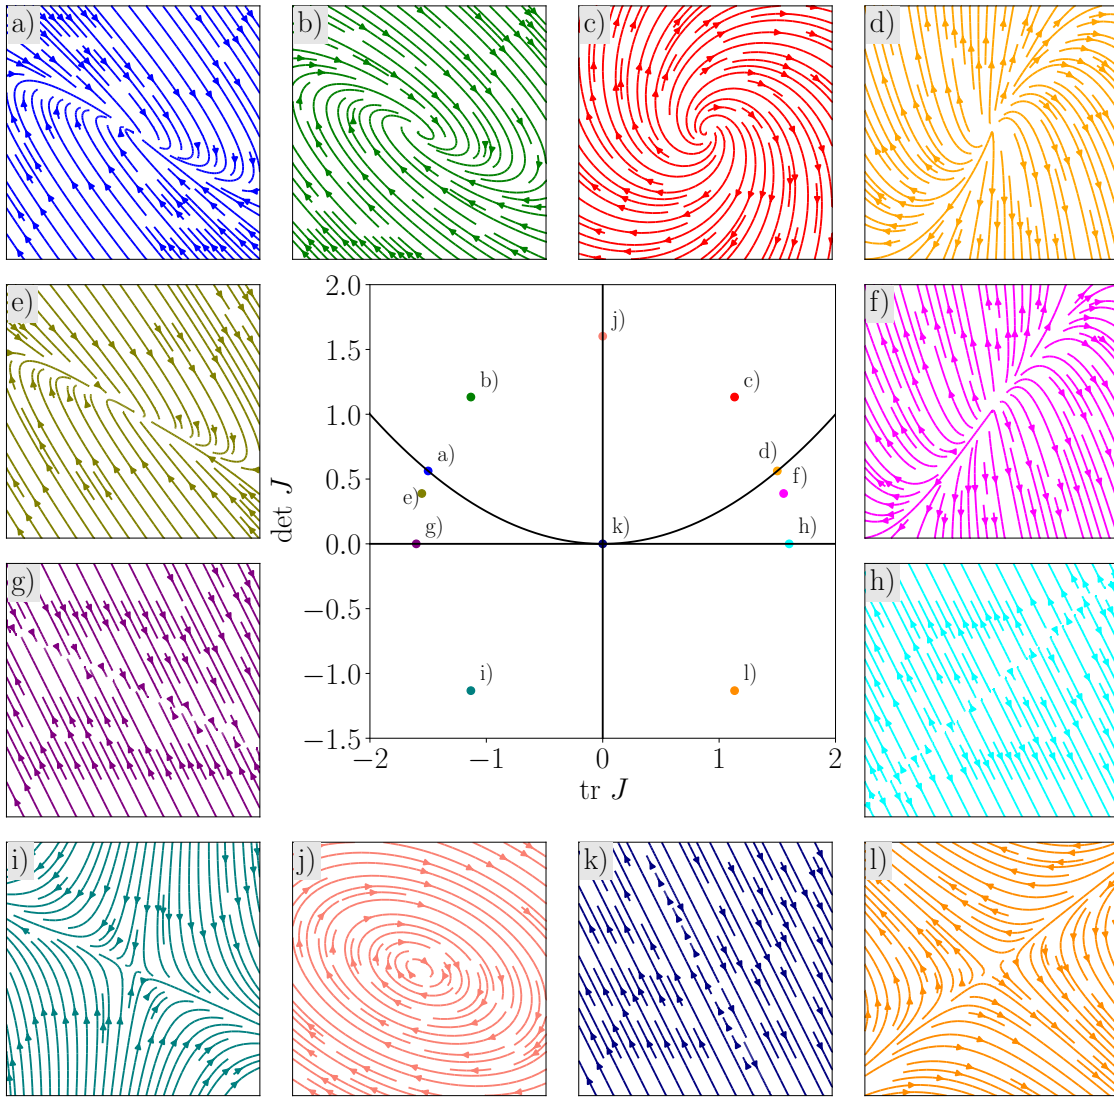 a)
b)
c)
d)
e)
f)
g)
h)
i)
j)
k)
l)
det J
2.0
1.5
1.0
0.5
0.0
−0.5
−1.0
−1.5
−2
−1
0
1
2
tr J
j)
b)
c)
a)
d)
e)
f)
g)
k)
h)
i)
l)